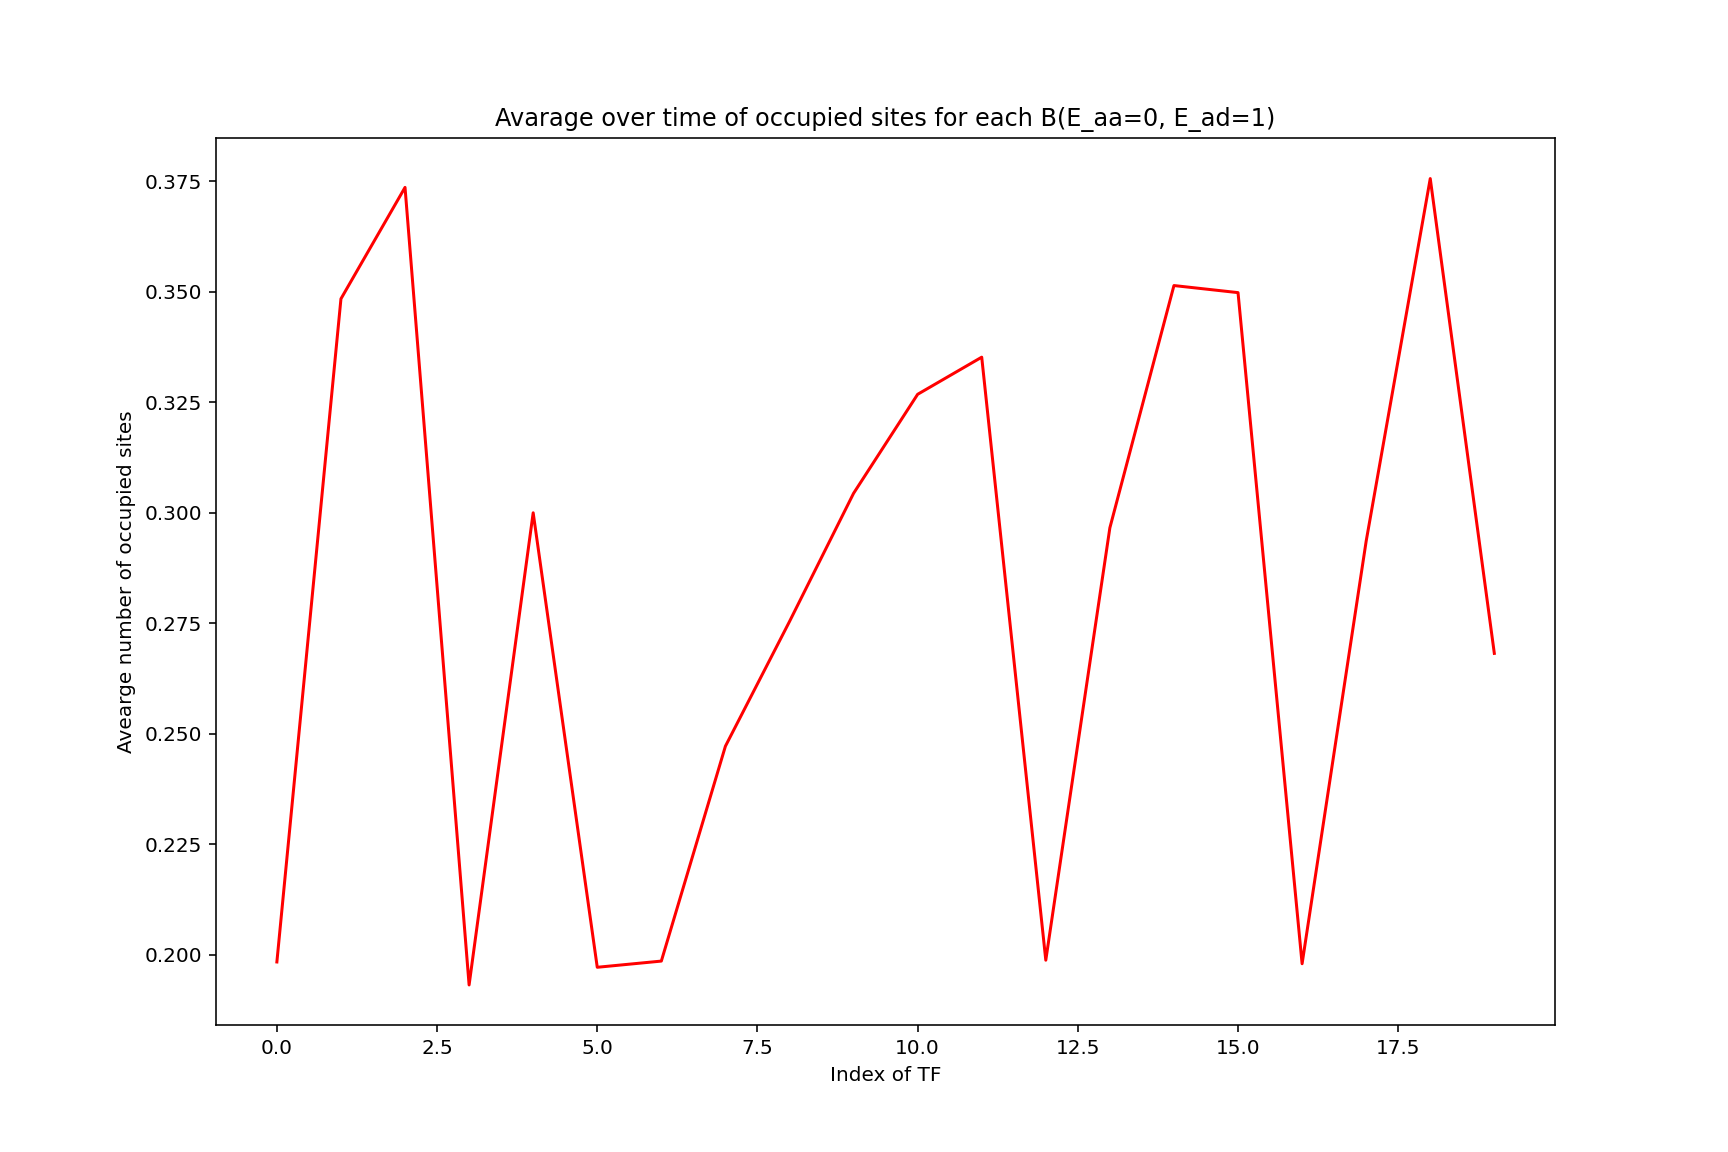 Avarage over time of occupied sites for each B(E_aa=0, E_ad=1)
Avearge number of occupied sites
0.375
0.350
0.325
0.300
0.275
0.250
0.225
0.200
0.0 2.5 5.0 7.5 10.0 12.5 15.0 17.5
Index of TF